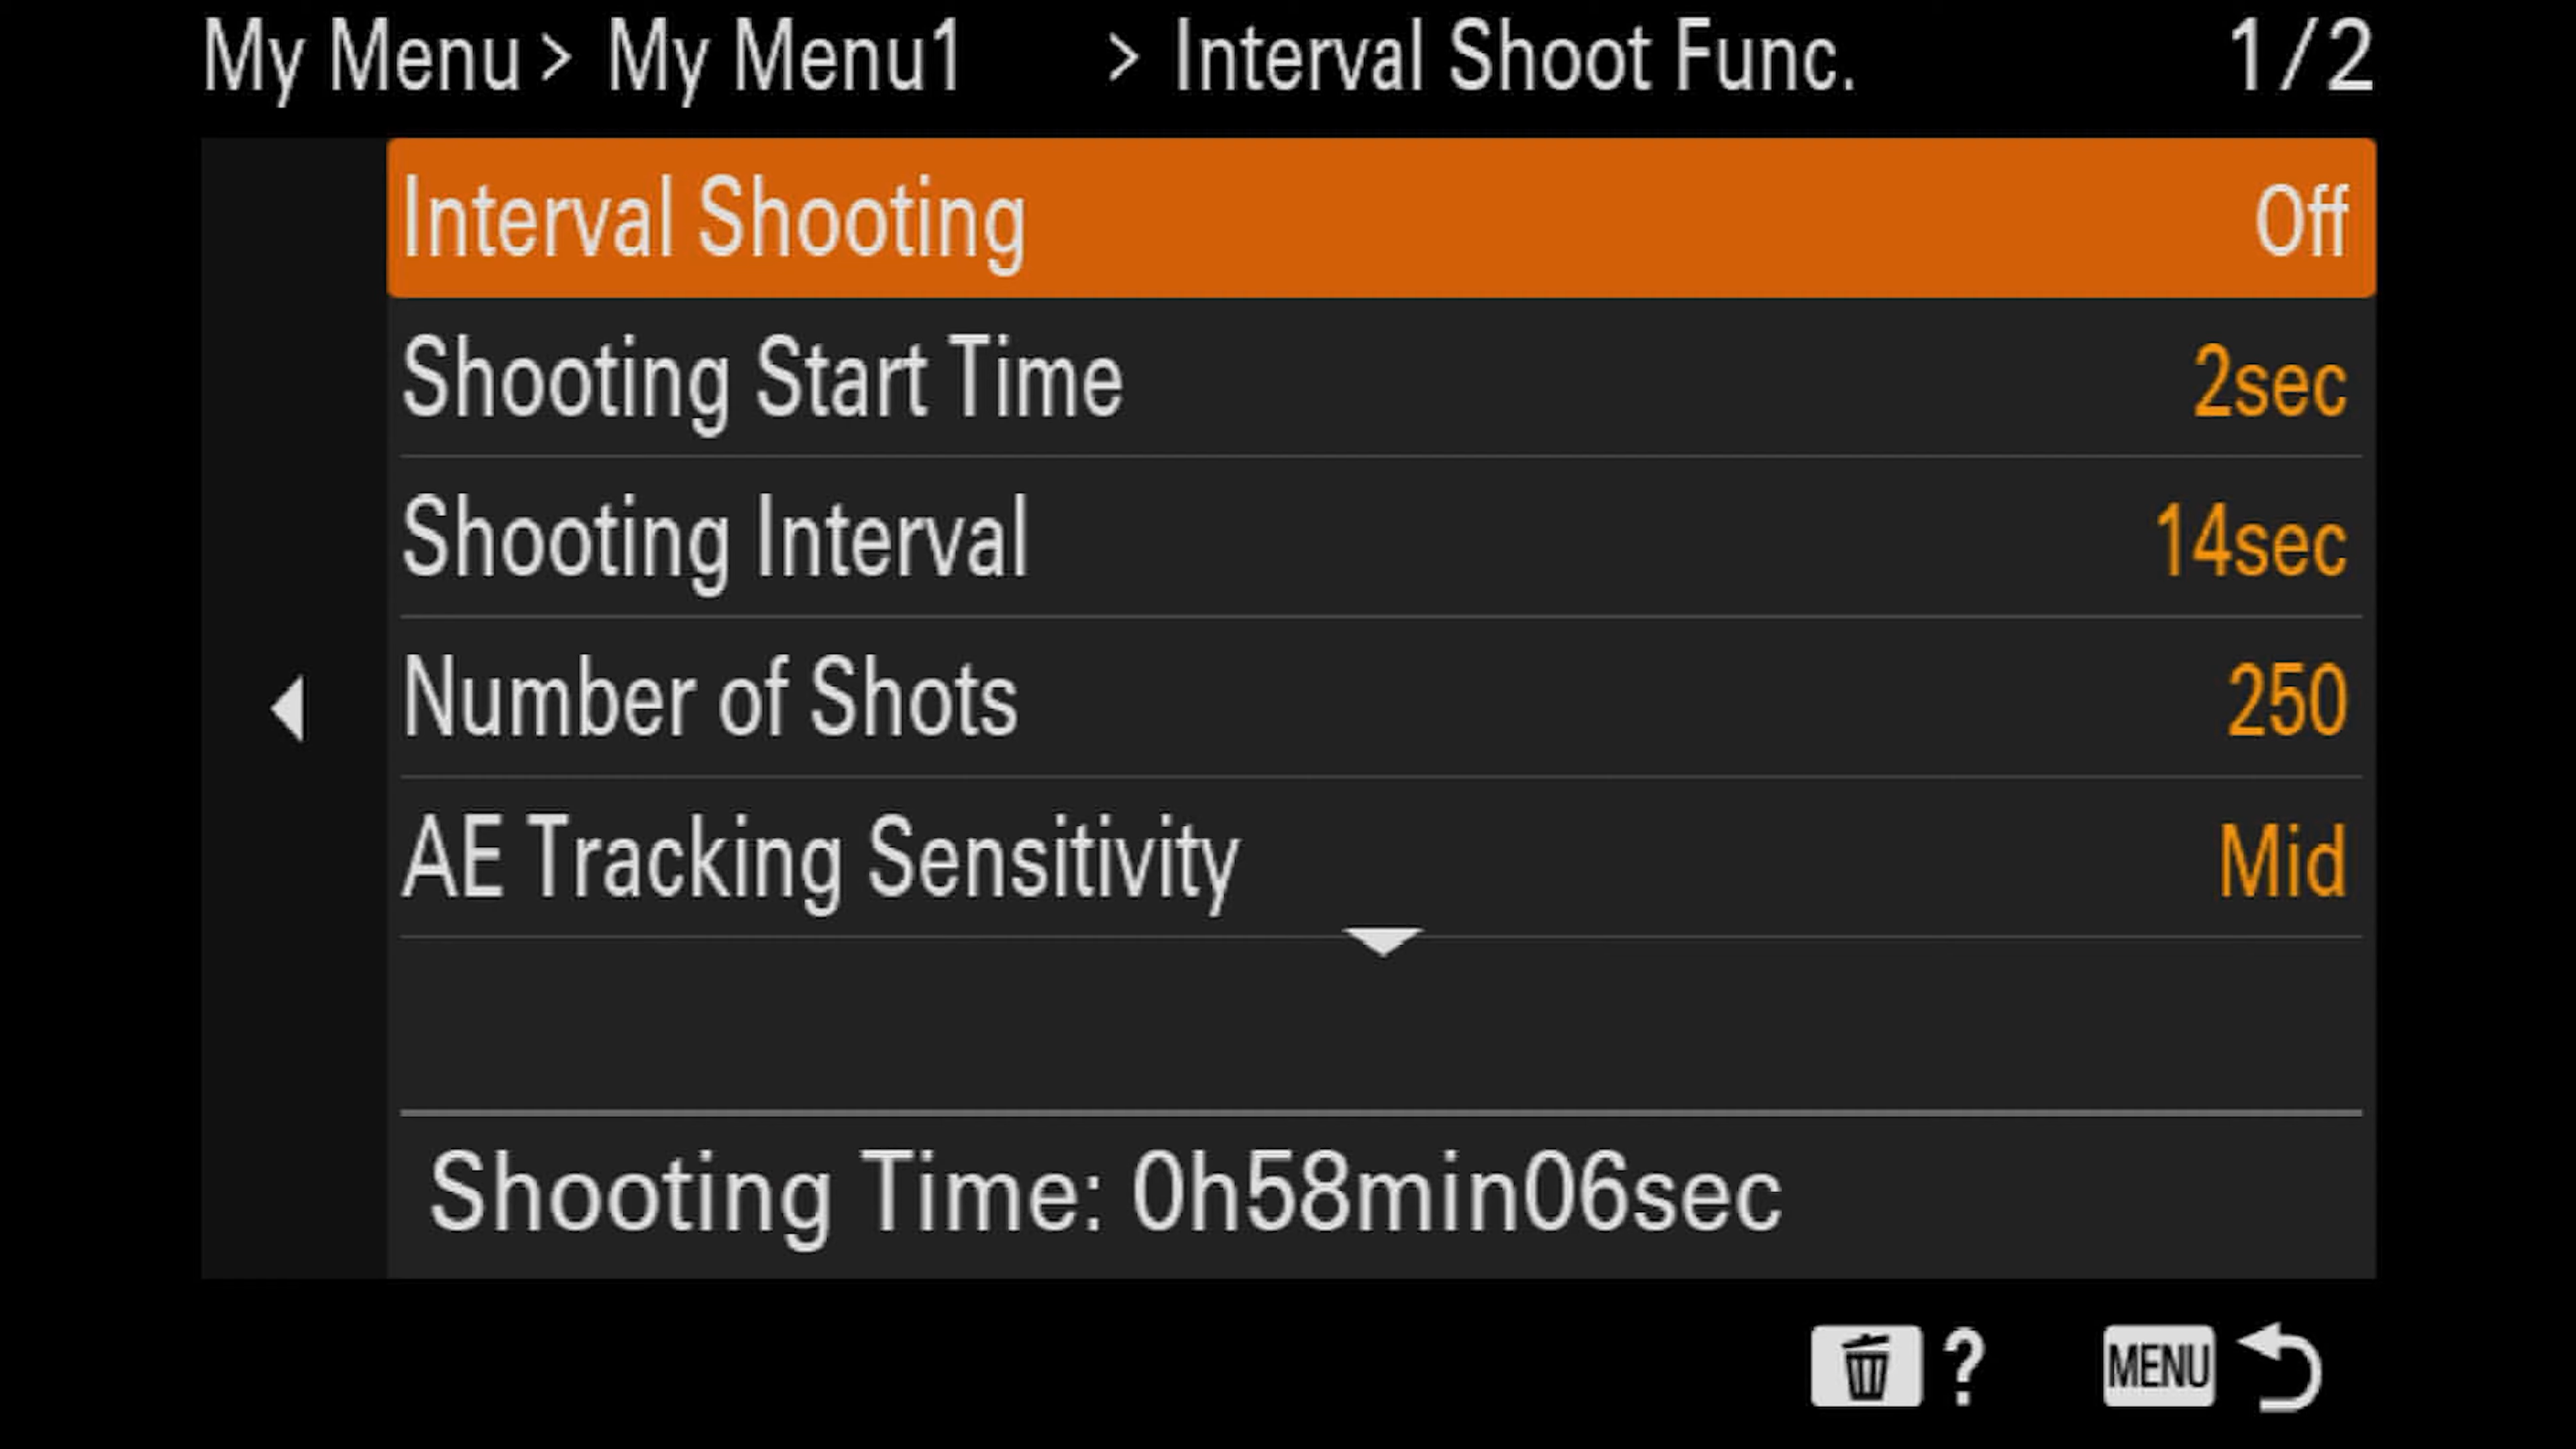 My Menu > My Menu1 > Interval Shoot Func. 1/2
Interval Shooting Off
Shooting Start Time 2sec
Shooting Interval 14sec
Number of Shots 250
AE Tracking Sensitivity Mid
Shooting Time: 0h58min06sec
? MENU